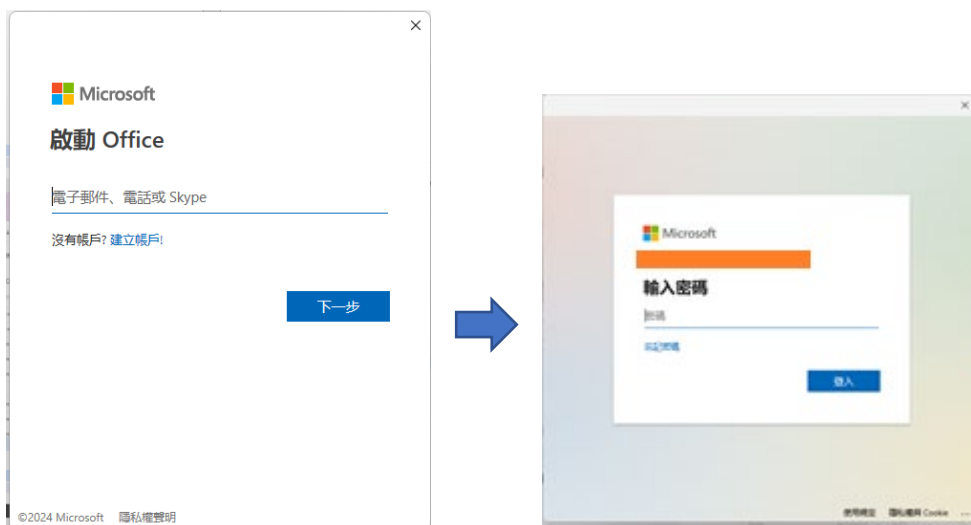 Microsoft
啟動 Office
電子郵件、電話或 Skype
沒有帳戶? 建立帳戶!
下一步
©2024 Microsoft 隱私權聲明
Microsoft
輸入密碼
密碼
忘記密碼
登入
使用規定 隱私權與 Cookie ...